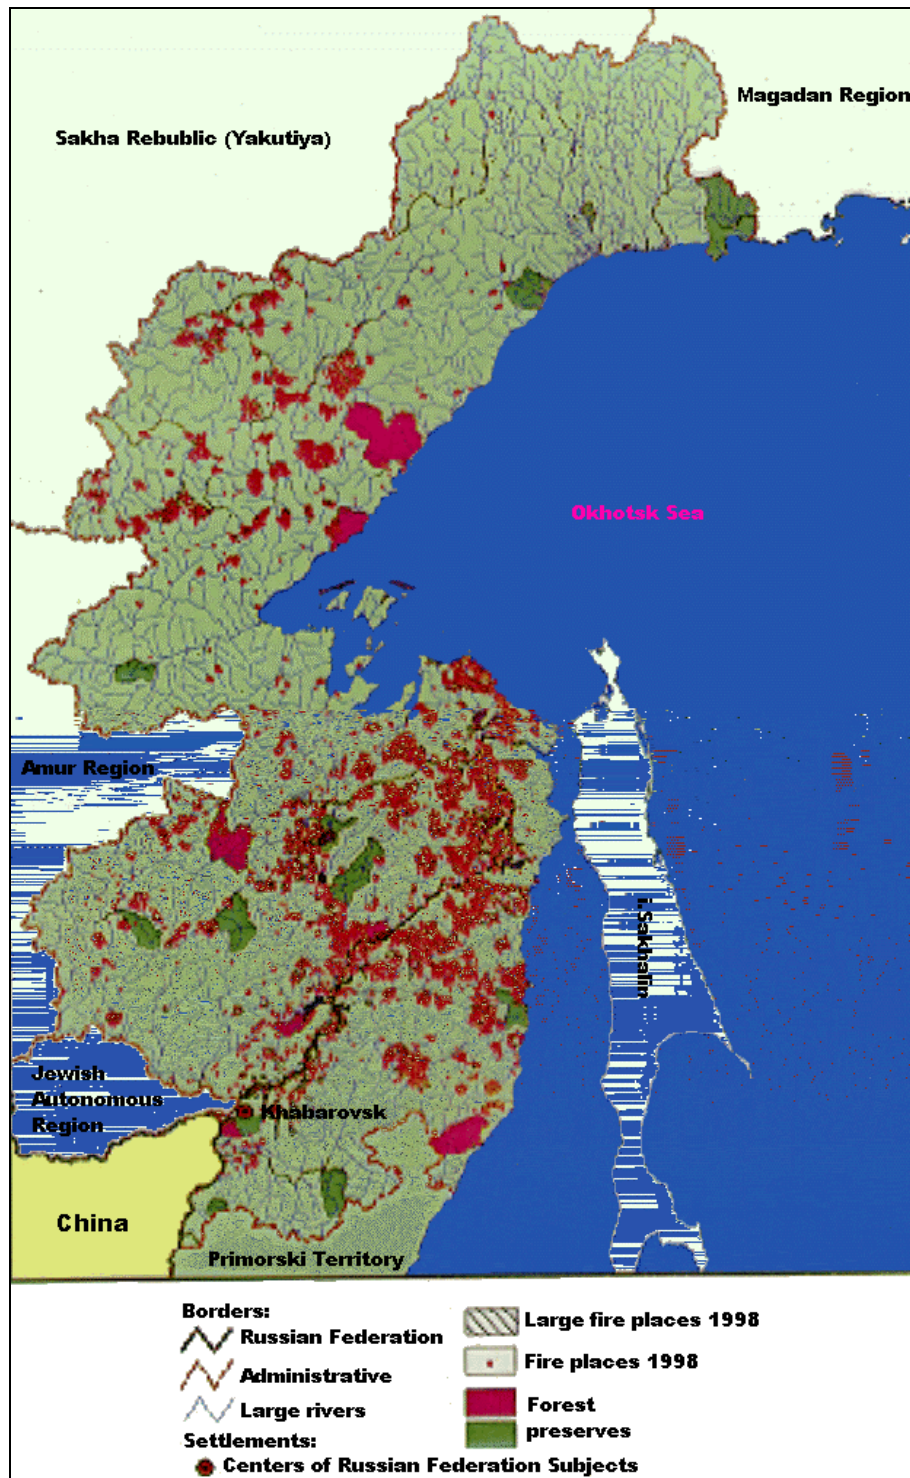 Magadan Region
Sakha Rebublic (Yakutiya)
Okhotsk Sea
Amur Region
I.Sakhalin
Jewish
Autonomous
Region
Khabarovsk
China
Primorski Territory
Borders:
Russian Federation
Administrative
Large rivers
Settlements:
Centers of Russian Federation Subjects
Large fire places 1998
Fire places 1998
Forest
preserves